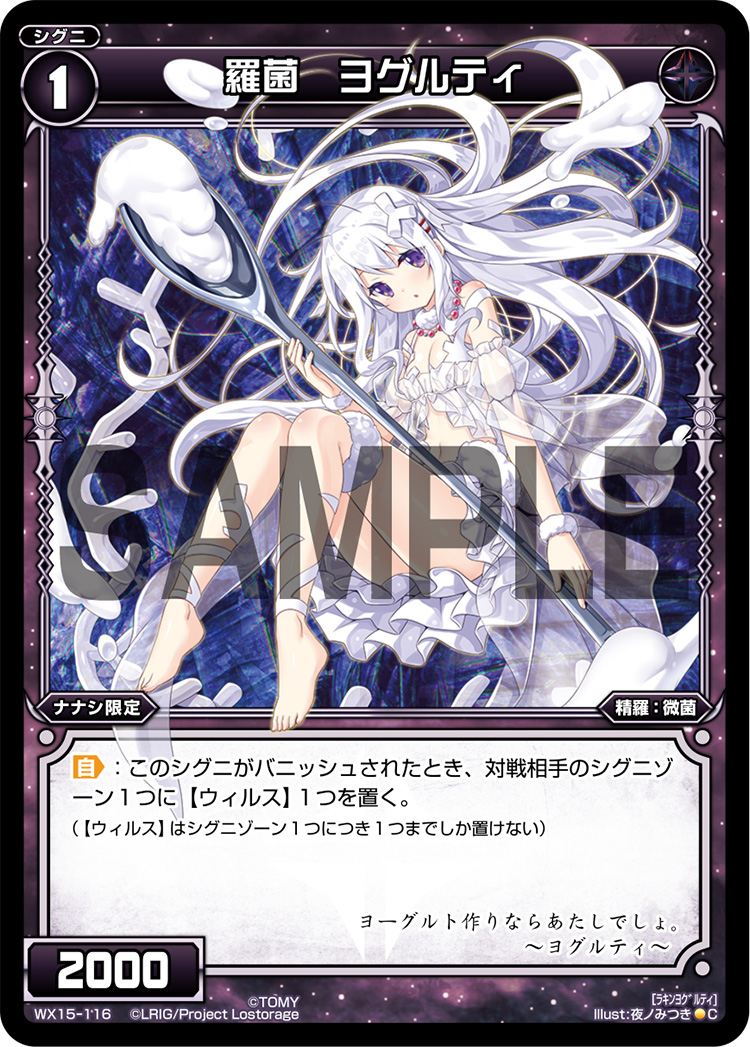 シグニ
1
羅菌 ヨグルティ
SAMPLE
ナナシ限定
精羅：微菌
自：このシグニがバニッシュされたとき、対戦相手のシグニゾ
ーン１つに【ウィルス】１つを置く。
（【ウィルス】はシグニゾーン１つにつき１つまでしか置けない）
ヨーグルト作りならあたしでしょ。
～ヨグルティ～
2000
©TOMY
[ﾗｷﾝﾖｸﾞﾙﾃｨ]
WX15-116 ©LRIG/Project Lostorage
Illust:夜ノみつき C